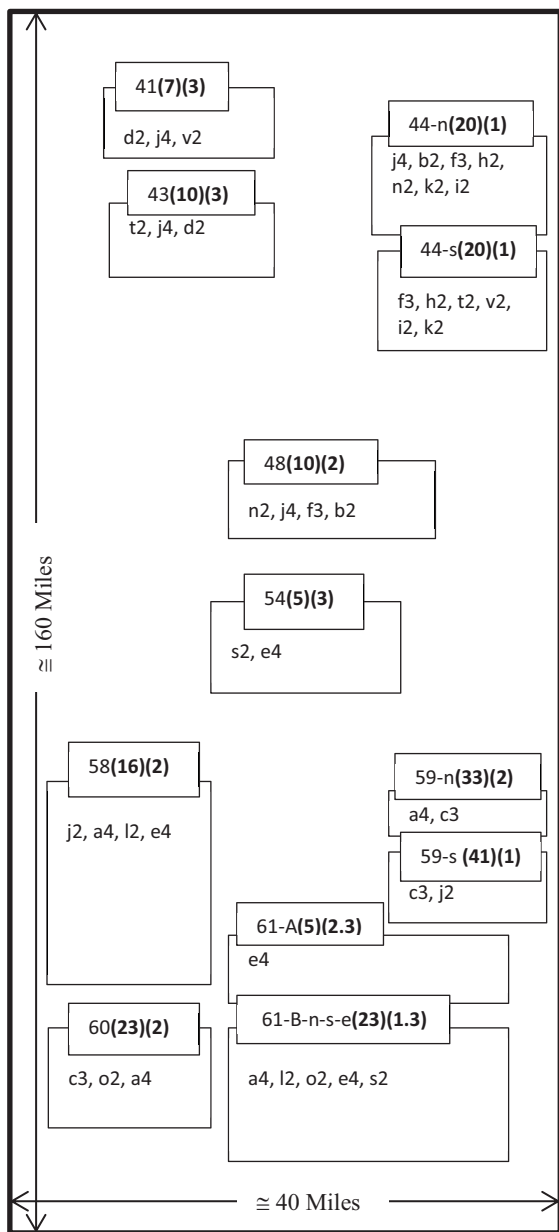 41(7)(3)
d2, j4, v2
44-n(20)(1)
j4, b2, f3, h2,
n2, k2, i2
43(10)(3)
t2, j4, d2
44-s(20)(1)
f3, h2, t2, v2,
i2, k2
48(10)(2)
n2, j4, f3, b2
54(5)(3)
s2, e4
≅ 160 Miles
58(16)(2)
j2, a4, l2, e4
59-n(33)(2)
a4, c3
59-s (41)(1)
c3, j2
61-A(5)(2.3)
e4
60(23)(2)
c3, o2, a4
61-B-n-s-e(23)(1.3)
a4, l2, o2, e4, s2
≅ 40 Miles